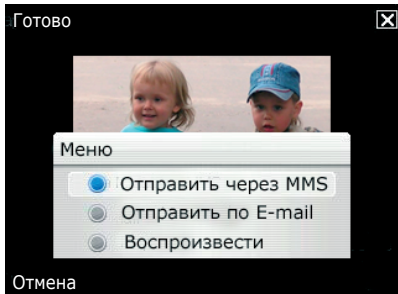 Готово
Меню
Отправить через MMS
Отправить по E-mail
Воспроизвести
Отмена